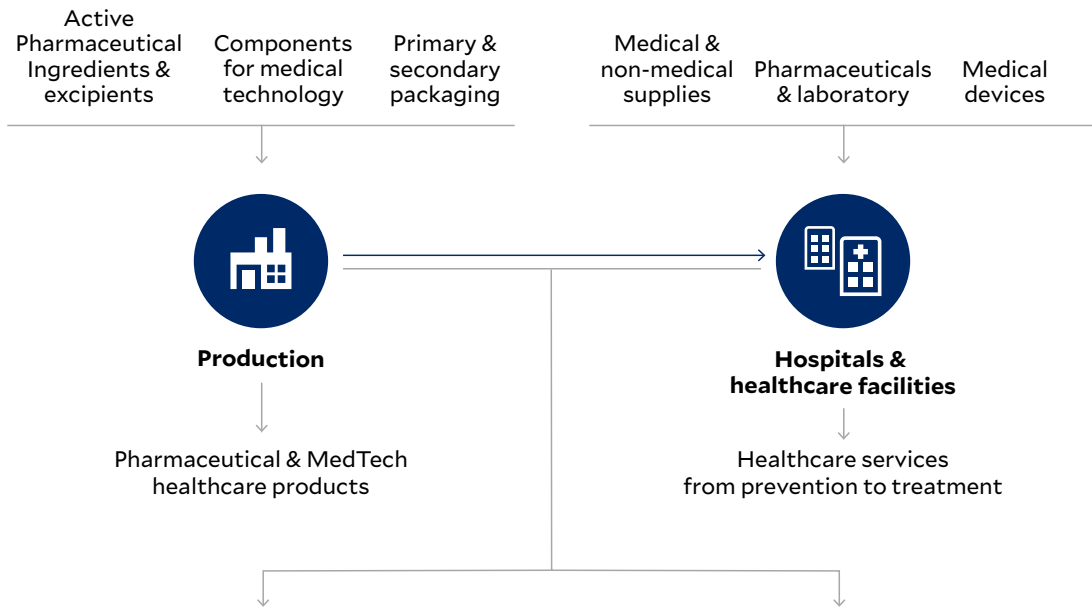 Active
Pharmaceutical
Ingredients &
excipients
Components
for medical
technology
Primary &
secondary
packaging
Medical &
non-medical
supplies
Pharmaceuticals
& laboratory
Medical
devices
Production
Hospitals &
healthcare facilities
Pharmaceutical & MedTech
healthcare products
Healthcare services
from prevention to treatment